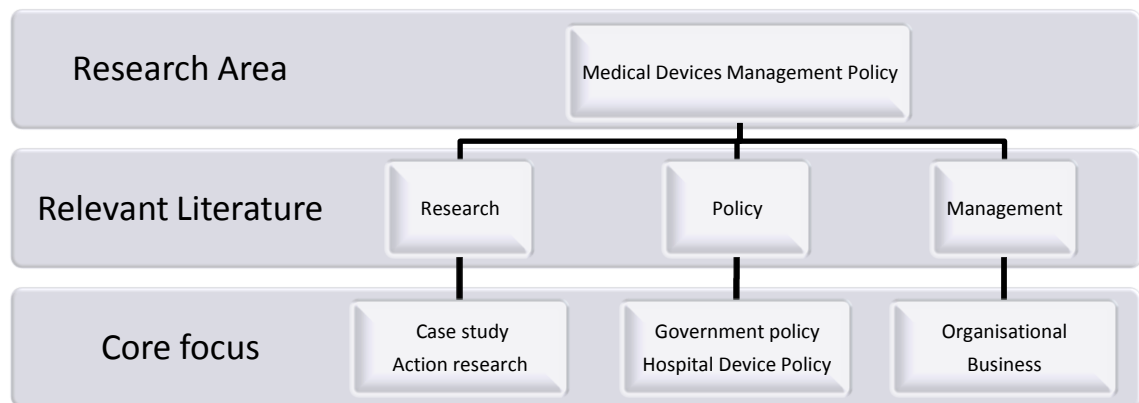 Research Area
Medical Devices Management Policy
Relevant Literature
Research
Policy
Management
Core focus
Case study
Action research
Government policy
Hospital Device Policy
Organisational
Business